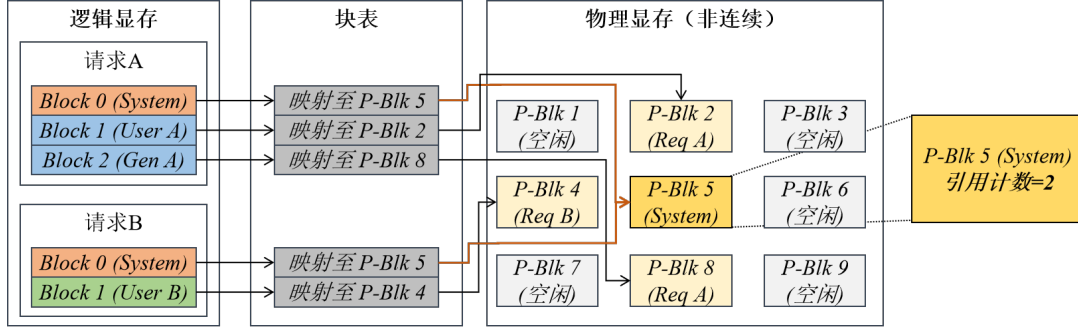 逻辑显存
请求A
Block 0 (System)
Block 1 (User A)
Block 2 (Gen A)
请求B
Block 0 (System)
Block 1 (User B)
块表
映射至 P-Blk 5
映射至 P-Blk 2
映射至 P-Blk 8
映射至 P-Blk 5
映射至 P-Blk 4
物理显存（非连续）
P-Blk 1
(空闲)
P-Blk 2
(Req A)
P-Blk 3
(空闲)
P-Blk 4
(Req B)
P-Blk 5
(System)
P-Blk 6
(空闲)
P-Blk 7
(空闲)
P-Blk 8
(Req A)
P-Blk 9
(空闲)
P-Blk 5 (System)
引用计数=2